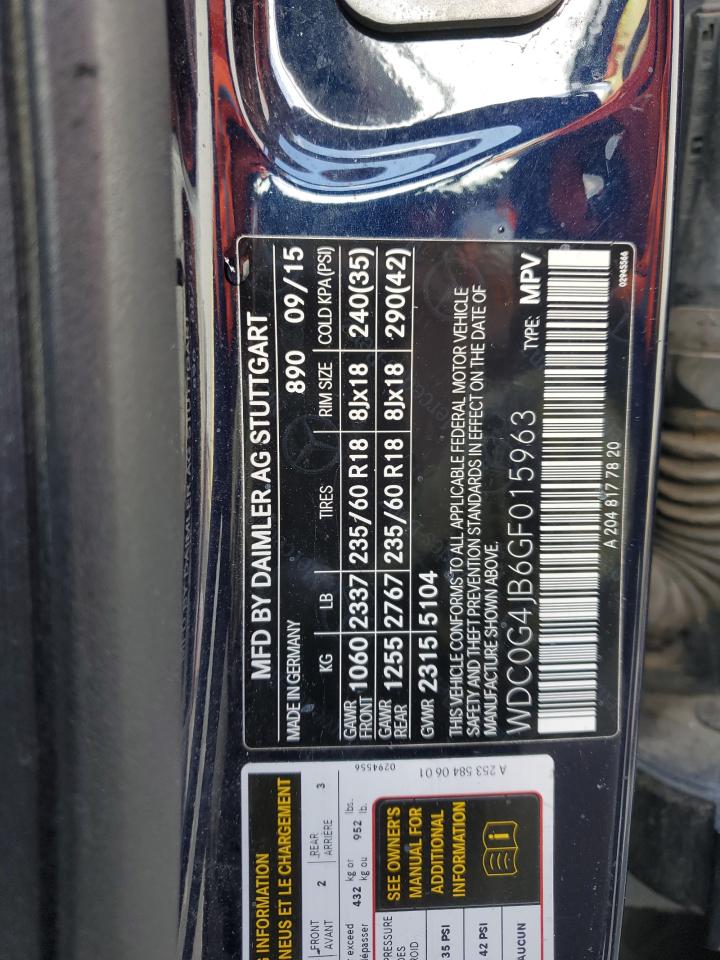 MFD BY DAIMLER AG STUTTGART
MADE IN GERMANY 890 09/15
KG LB TIRES RIM SIZE COLD KPA(PSI)
GAWR FRONT 1060 2337 235/60 R18 8Jx18 240(35)
GAWR REAR 1255 2767 235/60 R18 8Jx18 290(42)
GVWR 2315 5104
THIS VEHICLE CONFORMS TO ALL APPLICABLE FEDERAL MOTOR VEHICLE
SAFETY AND THEFT PREVENTION STANDARDS IN EFFECT ON THE DATE OF
MANUFACTURE SHOWN ABOVE.
WDC0G4JB6GF015963 TYPE: MPV
A 204 817 78 20
02945566
INFORMATION
NEUS ET LE CHARGEMENT
FRONT AVANT 2 REAR ARRIÈRE 3
exceed 432 kg or 952 lbs.
kg ou lb.
SEE OWNER'S
MANUAL FOR
ADDITIONAL
INFORMATION
PRESSURE
35 PSI
42 PSI
AUCUN
0294556
A 253 584 06 01